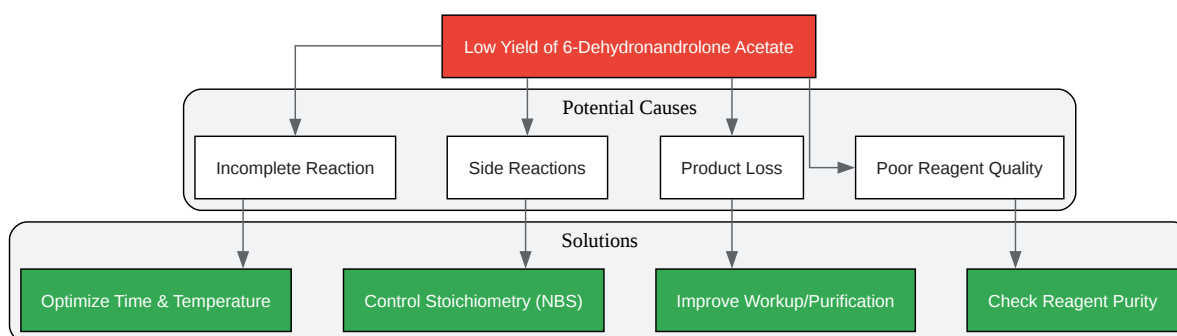 Low Yield of 6-Dehydronandrolone Acetate
Potential Causes
Incomplete Reaction
Side Reactions
Product Loss
Poor Reagent Quality
Solutions
Optimize Time & Temperature
Control Stoichiometry (NBS)
Improve Workup/Purification
Check Reagent Purity